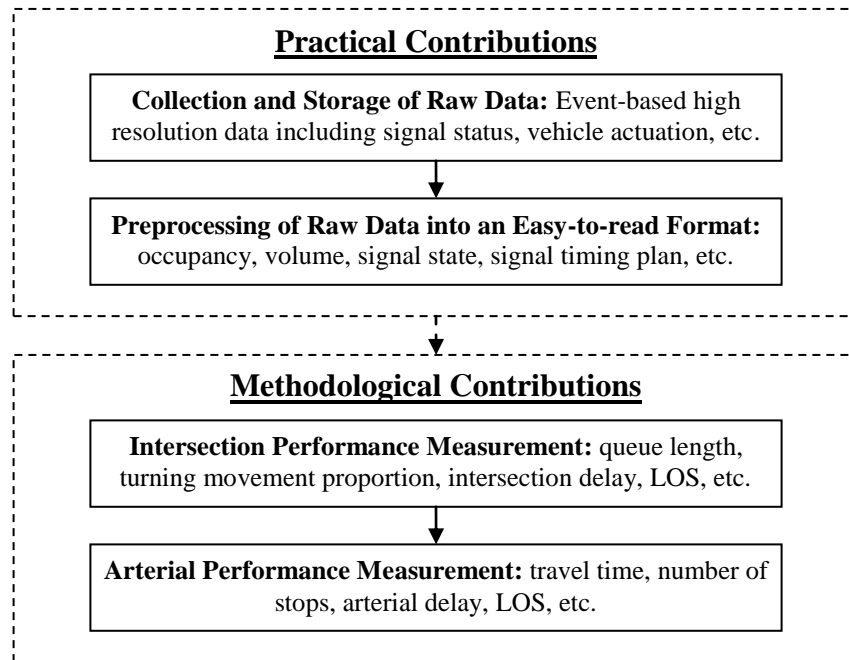 Practical Contributions
Collection and Storage of Raw Data: Event-based high
resolution data including signal status, vehicle actuation, etc.
Preprocessing of Raw Data into an Easy-to-read Format:
occupancy, volume, signal state, signal timing plan, etc.
Methodological Contributions
Intersection Performance Measurement: queue length,
turning movement proportion, intersection delay, LOS, etc.
Arterial Performance Measurement: travel time, number of
stops, arterial delay, LOS, etc.